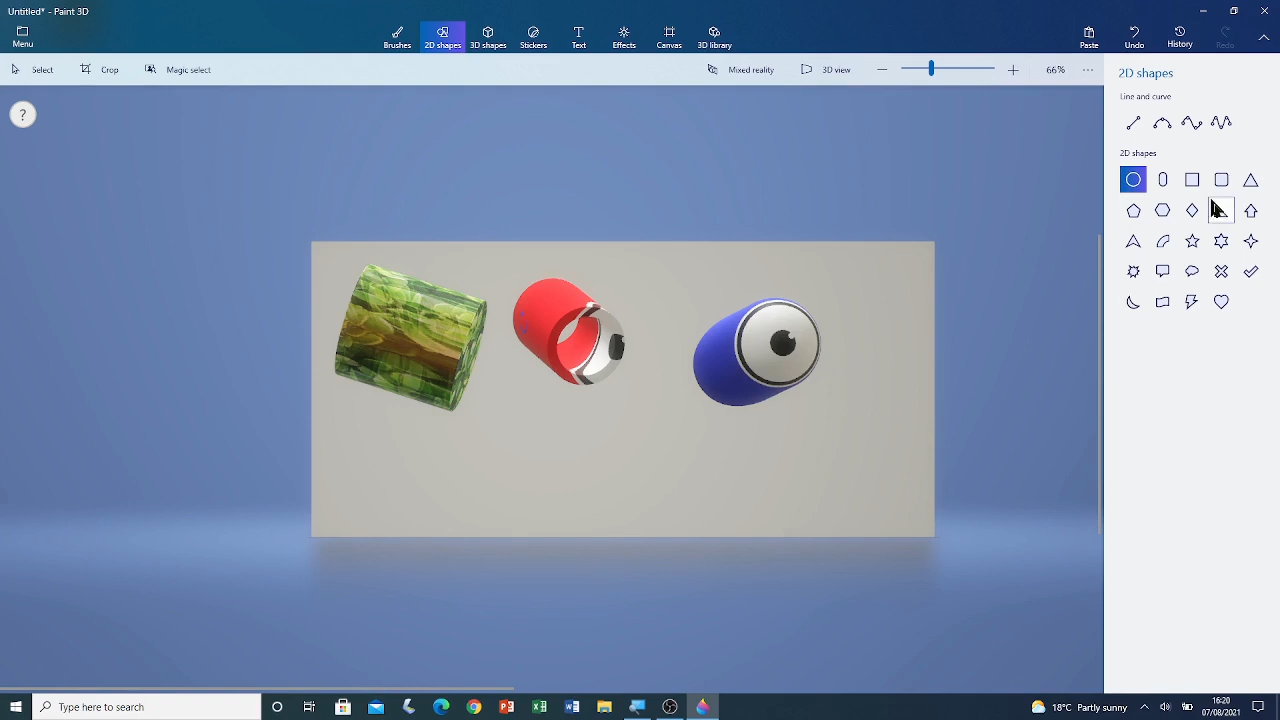 Untitled* - Paint 3D
Menu
Brushes 2D shapes 3D shapes Stickers Text Effects Canvas 3D library
Paste Undo History Redo
Select Crop Magic select Mixed reality 3D view 66%
2D shapes
Line and curve
2D shapes
?
Type here to search
18°C Partly sunny
16:20
07/08/2021